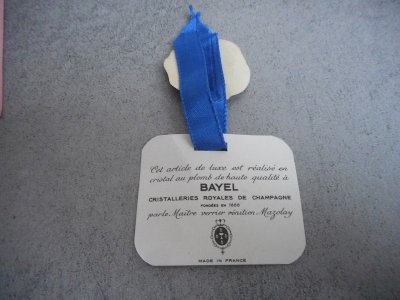 Cet article de luxe est réalisé en
cristal au plomb de haute qualité à
BAYEL
CRISTALLERIES ROYALES DE CHAMPAGNE
FONDÉES EN 1666
par le Maître verrier vénitien Mazolay
MADE IN FRANCE